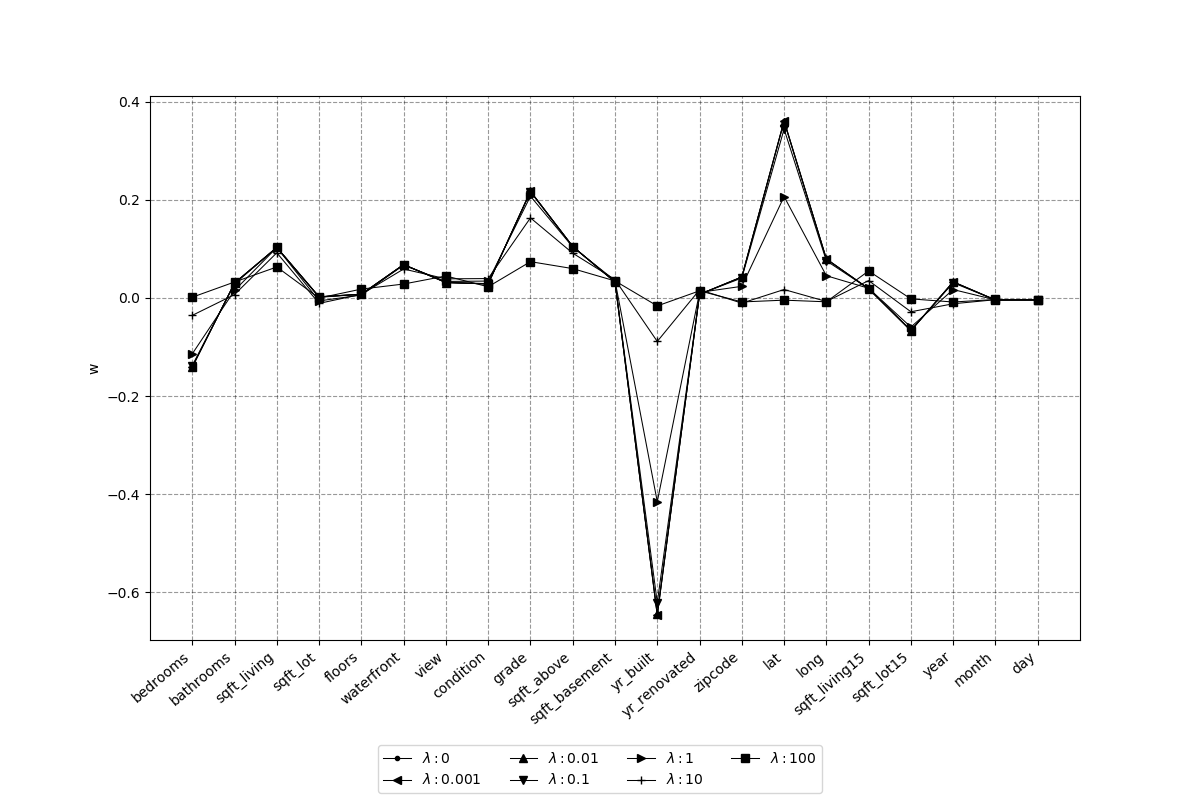 0.4
0.2
0.0
−0.2
−0.4
−0.6
w
bedrooms
bathrooms
sqft_living
sqft_lot
floors
waterfront
view
condition
grade
sqft_above
sqft_basement
yr_built
yr_renovated
zipcode
lat
long
sqft_living15
sqft_lot15
year
month
day
λ : 0 λ : 0.01 λ : 1 λ : 100
λ : 0.001 λ : 0.1 λ : 10